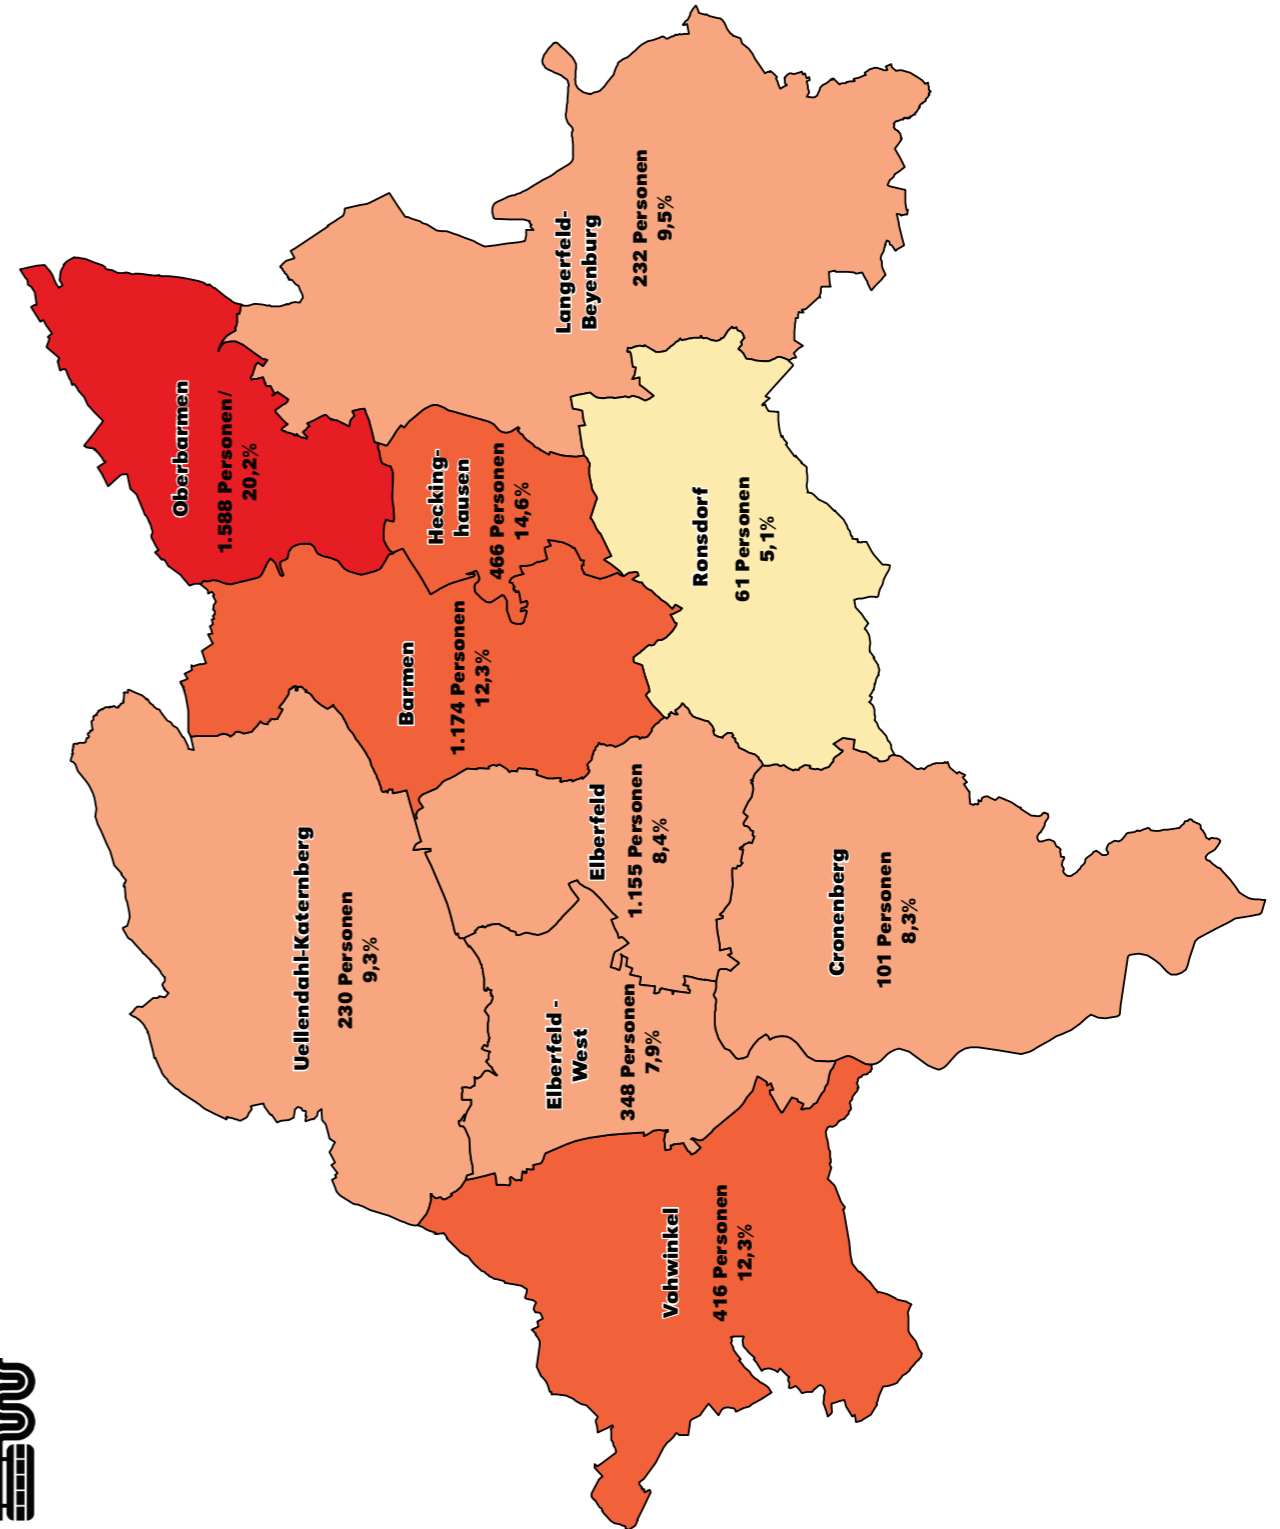 Oberbarmen
1.588 Personen/
20,2%
Langerfeld-
Beyenburg
232 Personen
9,5%
Hecking-
hausen
466 Personen
14,6%
Barmen
1.174 Personen
12,3%
Ronsdorf
61 Personen
5,1%
Uellendahl-Katernberg
230 Personen
9,3%
Elberfeld
1.155 Personen
8,4%
Elberfeld -
West
348 Personen
7,9%
Cronenberg
101 Personen
8,3%
Vohwinkel
416 Personen
12,3%